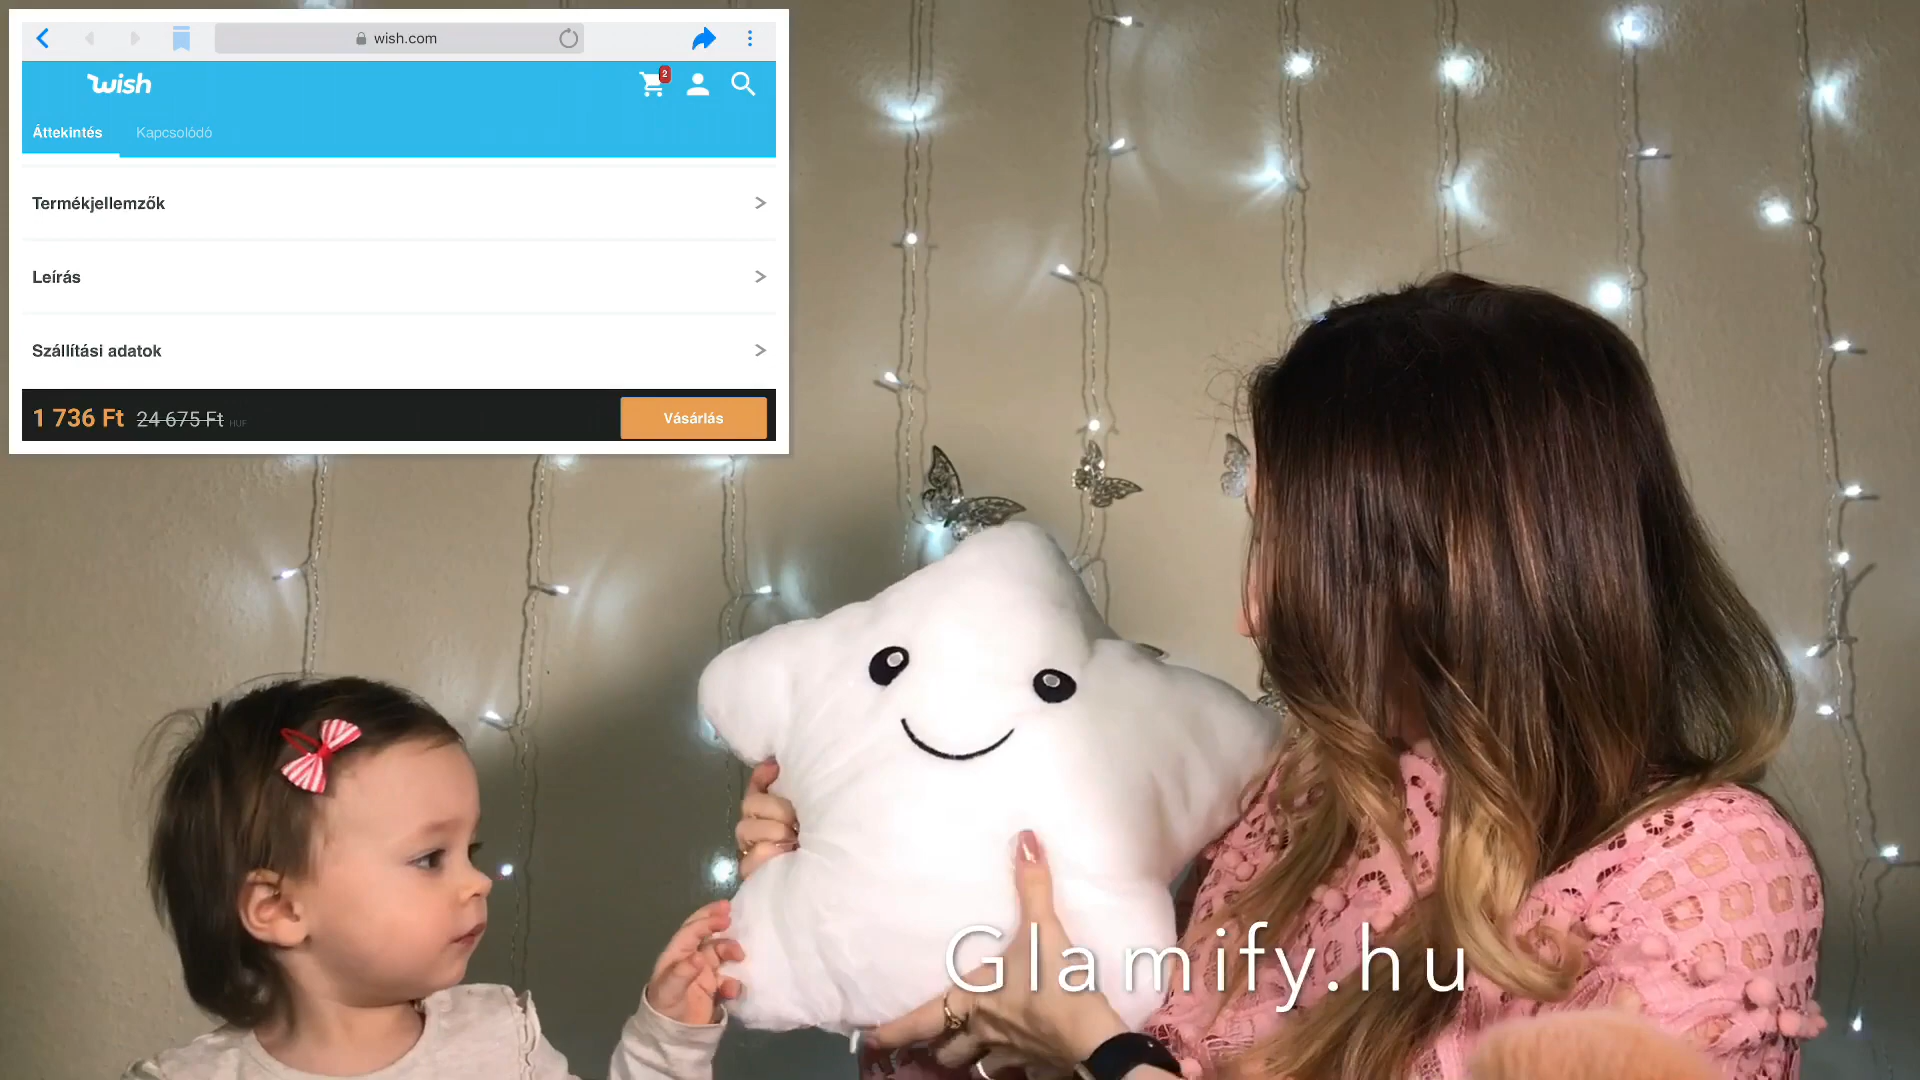 wish.com
wish
2
Áttekintés Kapcsolódó
Termékjellemzők
Leírás
Szállítási adatok
1 736 Ft 24 675 Ft HUF
Vásárlás
Glamify.hu